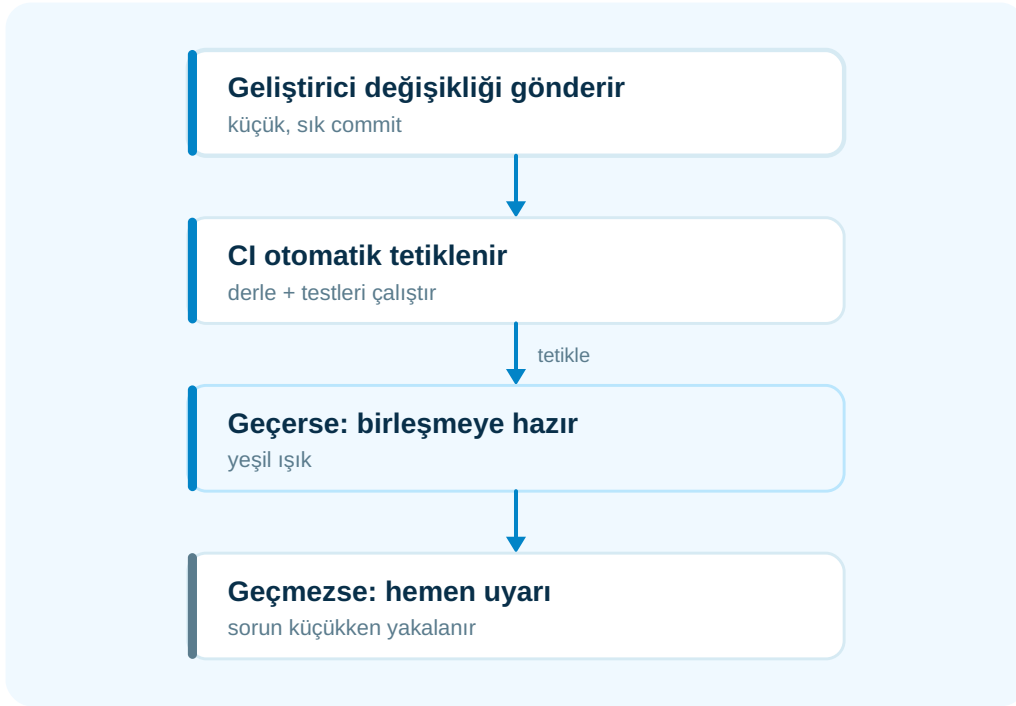 Geliştirici değişikliği gönderir
küçük, sık commit
CI otomatik tetiklenir
derle + testleri çalıştır
tetikle
Geçerse: birleşmeye hazır
yeşil ışık
Geçmezse: hemen uyarı
sorun küçükken yakalanır